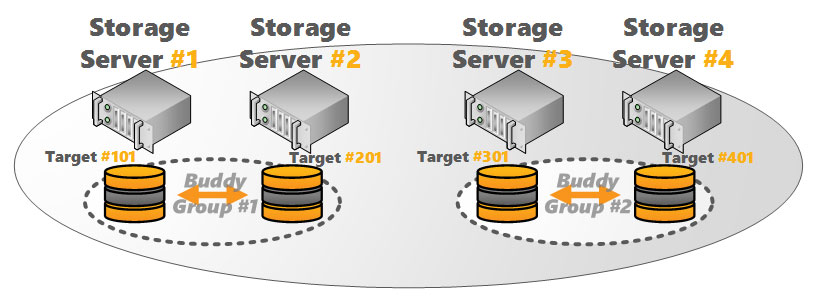 Storage
Server #1
Storage
Server #2
Storage
Server #3
Storage
Server #4
Target #101
Target #201
Target #301
Target #401
Buddy
Group #1
Buddy
Group #2